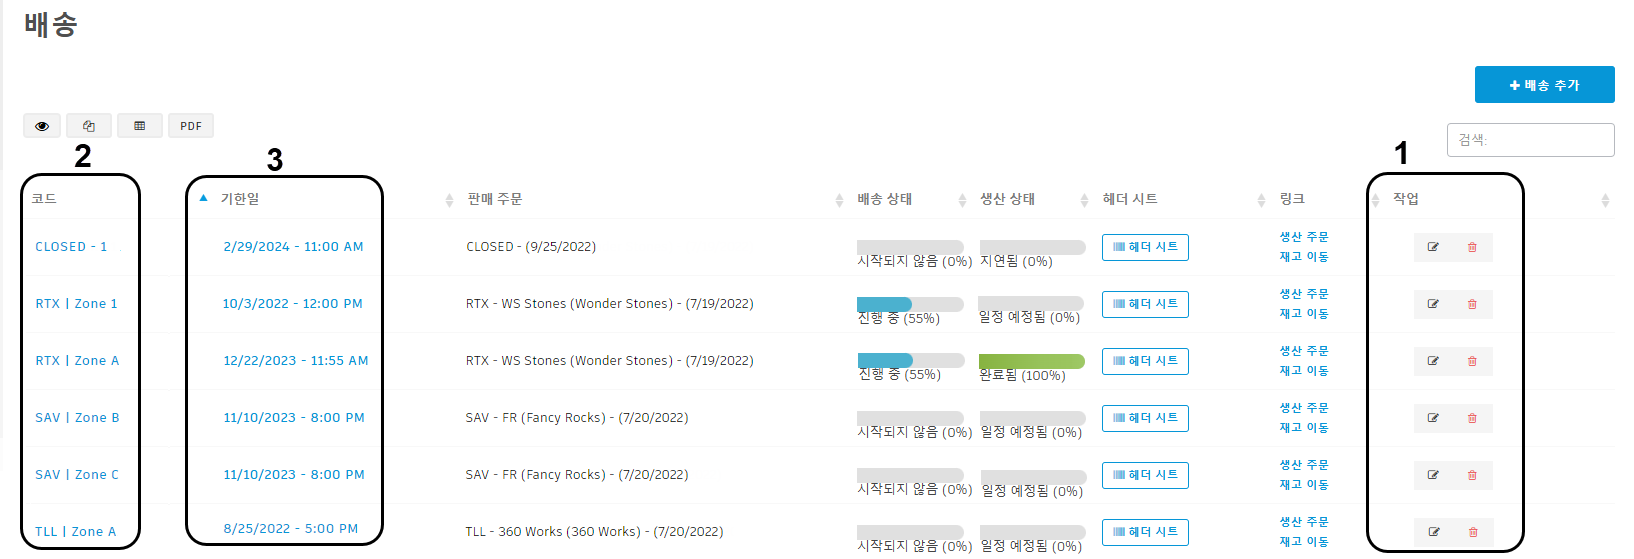 배송
+ 배송 추가
PDF
검색:
2
3
1
코드 기한일 판매 주문 배송 상태 생산 상태 헤더 시트 링크 작업
CLOSED - 1 2/29/2024 - 11:00 AM CLOSED - (9/25/2022) 시작되지 않음 (0%) 지연됨 (0%) 헤더 시트 생산 주문
재고 이동
RTX | Zone 1 10/3/2022 - 12:00 PM RTX - WS Stones (Wonder Stones) - (7/19/2022) 진행 중 (55%) 일정 예정됨 (0%) 헤더 시트 생산 주문
재고 이동
RTX | Zone A 12/22/2023 - 11:55 AM RTX - WS Stones (Wonder Stones) - (7/19/2022) 진행 중 (55%) 완료됨 (100%) 헤더 시트 생산 주문
재고 이동
SAV | Zone B 11/10/2023 - 8:00 PM SAV - FR (Fancy Rocks) - (7/20/2022) 시작되지 않음 (0%) 일정 예정됨 (0%) 헤더 시트 생산 주문
재고 이동
SAV | Zone C 11/10/2023 - 8:00 PM SAV - FR (Fancy Rocks) - (7/20/2022) 시작되지 않음 (0%) 일정 예정됨 (0%) 헤더 시트 생산 주문
재고 이동
TLL | Zone A 8/25/2022 - 5:00 PM TLL - 360 Works (360 Works) - (7/20/2022) 시작되지 않음 (0%) 일정 예정됨 (0%) 헤더 시트 생산 주문
재고 이동